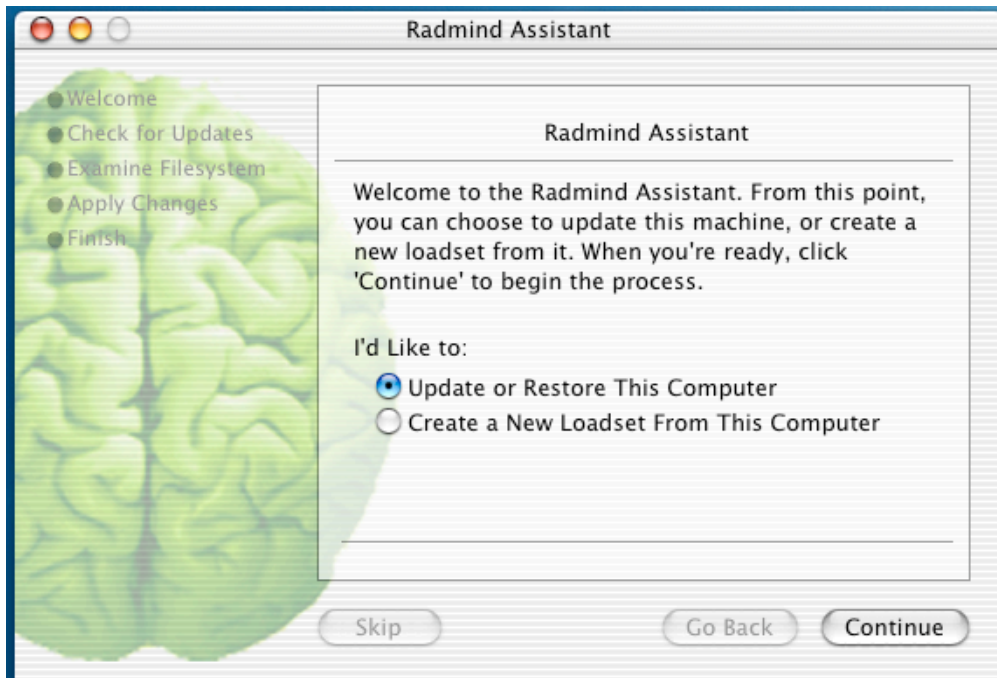 Radmind Assistant
Welcome
Check for Updates
Examine Filesystem
Apply Changes
Finish
Radmind Assistant
Welcome to the Radmind Assistant. From this point,
you can choose to update this machine, or create a
new loadset from it. When you're ready, click
'Continue' to begin the process.
I'd Like to:
Update or Restore This Computer
Create a New Loadset From This Computer
Skip
Go Back
Continue